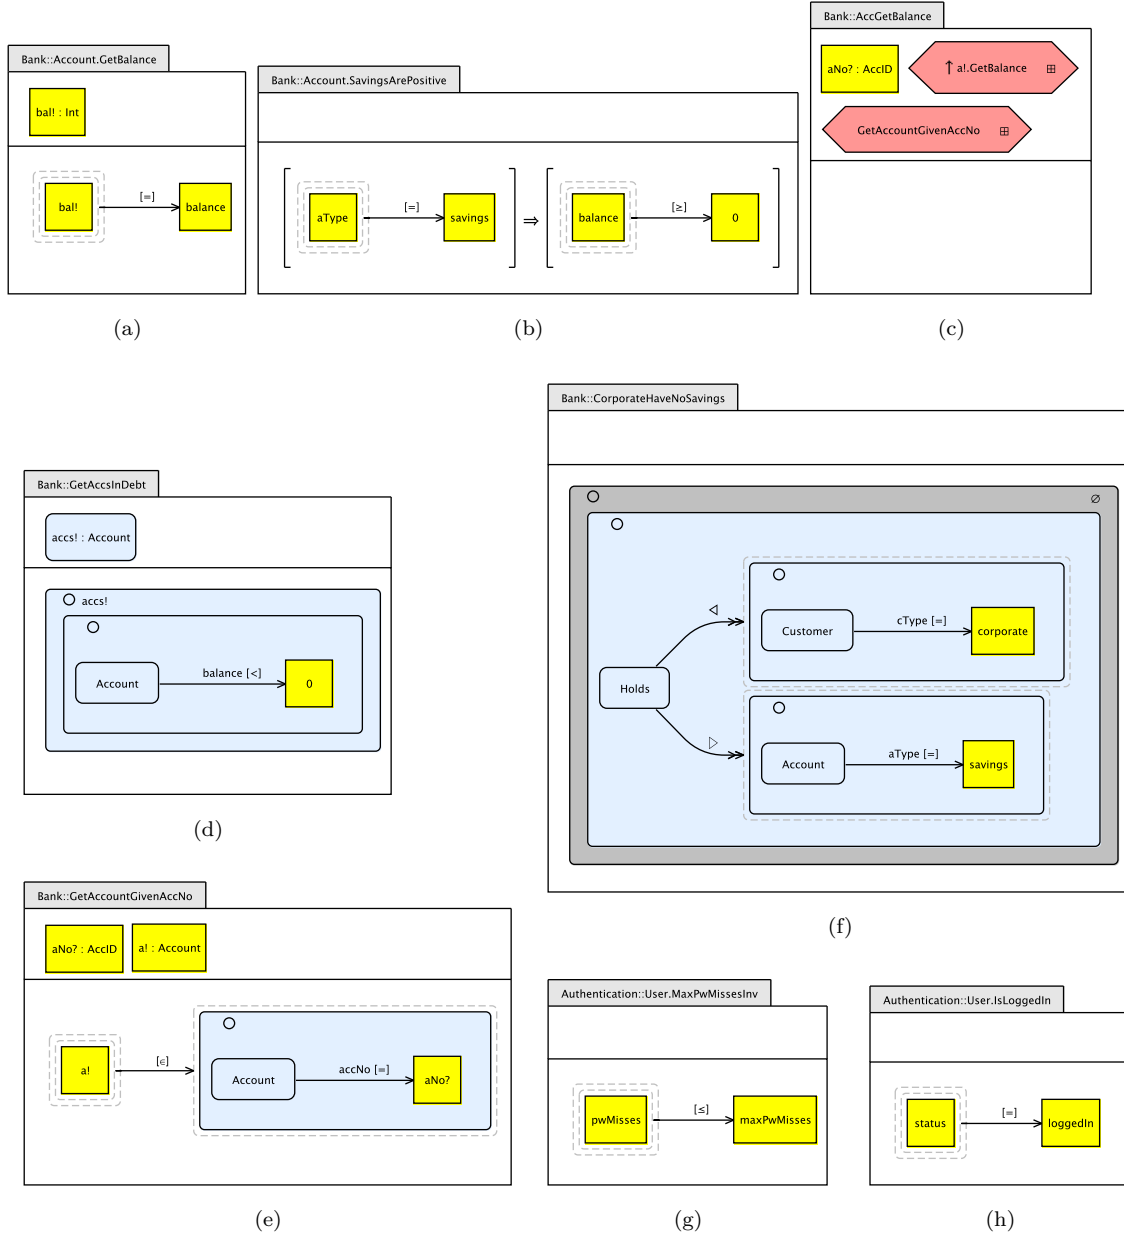 Bank::Account.GetBalance
bal! : Int
bal!
[=]
balance
(a)
Bank::Account.SavingsArePositive
aType
[=]
savings
⇒
balance
[≥]
0
(b)
Bank::AccGetBalance
aNo? : AccID
↑ a!.GetBalance
GetAccountGivenAccNo
(c)
Bank::GetAccsInDebt
accs! : Account
accs!
Account
balance [<]
0
(d)
Bank::GetAccountGivenAccNo
aNo? : AccID
a! : Account
a!
[∈]
Account
accNo [=]
aNo?
(e)
Bank::CorporateHaveNoSavings
∅
Holds
Customer
cType [=]
corporate
Account
aType [=]
savings
(f)
Authentication::User.MaxPwMissesInv
pwMisses
[≤]
maxPwMisses
(g)
Authentication::User.IsLoggedIn
status
[=]
loggedIn
(h)